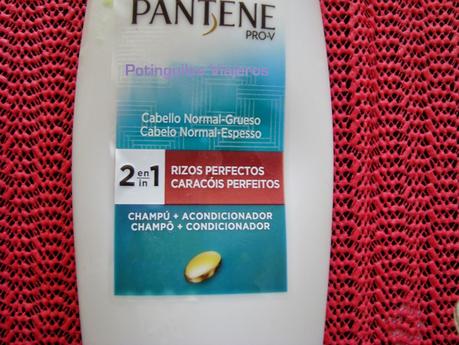 PANTENE
PRO-V
Potingules Viajeros
Cabello Normal-Grueso
Cabelo Normal-Espesso
2 en/in 1
RIZOS PERFECTOS
CARACÓIS PERFEITOS
CHAMPÚ + ACONDICIONADOR
CHAMPÔ + CONDICIONADOR